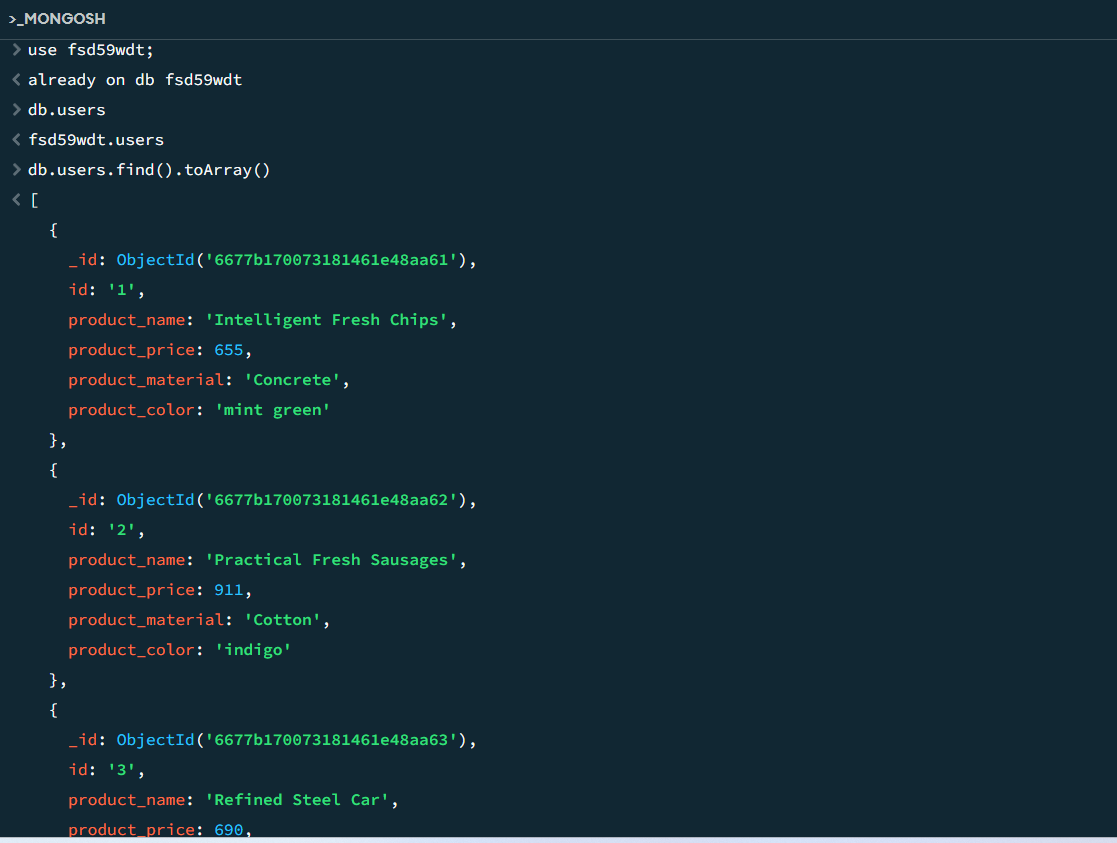 >_MONGOSH
> use fsd59wdt;
< already on db fsd59wdt
> db.users
< fsd59wdt.users
> db.users.find().toArray()
< [
{
_id: ObjectId('6677b170073181461e48aa61'),
id: '1',
product_name: 'Intelligent Fresh Chips',
product_price: 655,
product_material: 'Concrete',
product_color: 'mint green'
},
{
_id: ObjectId('6677b170073181461e48aa62'),
id: '2',
product_name: 'Practical Fresh Sausages',
product_price: 911,
product_material: 'Cotton',
product_color: 'indigo'
},
{
_id: ObjectId('6677b170073181461e48aa63'),
id: '3',
product_name: 'Refined Steel Car',
product_price: 690,